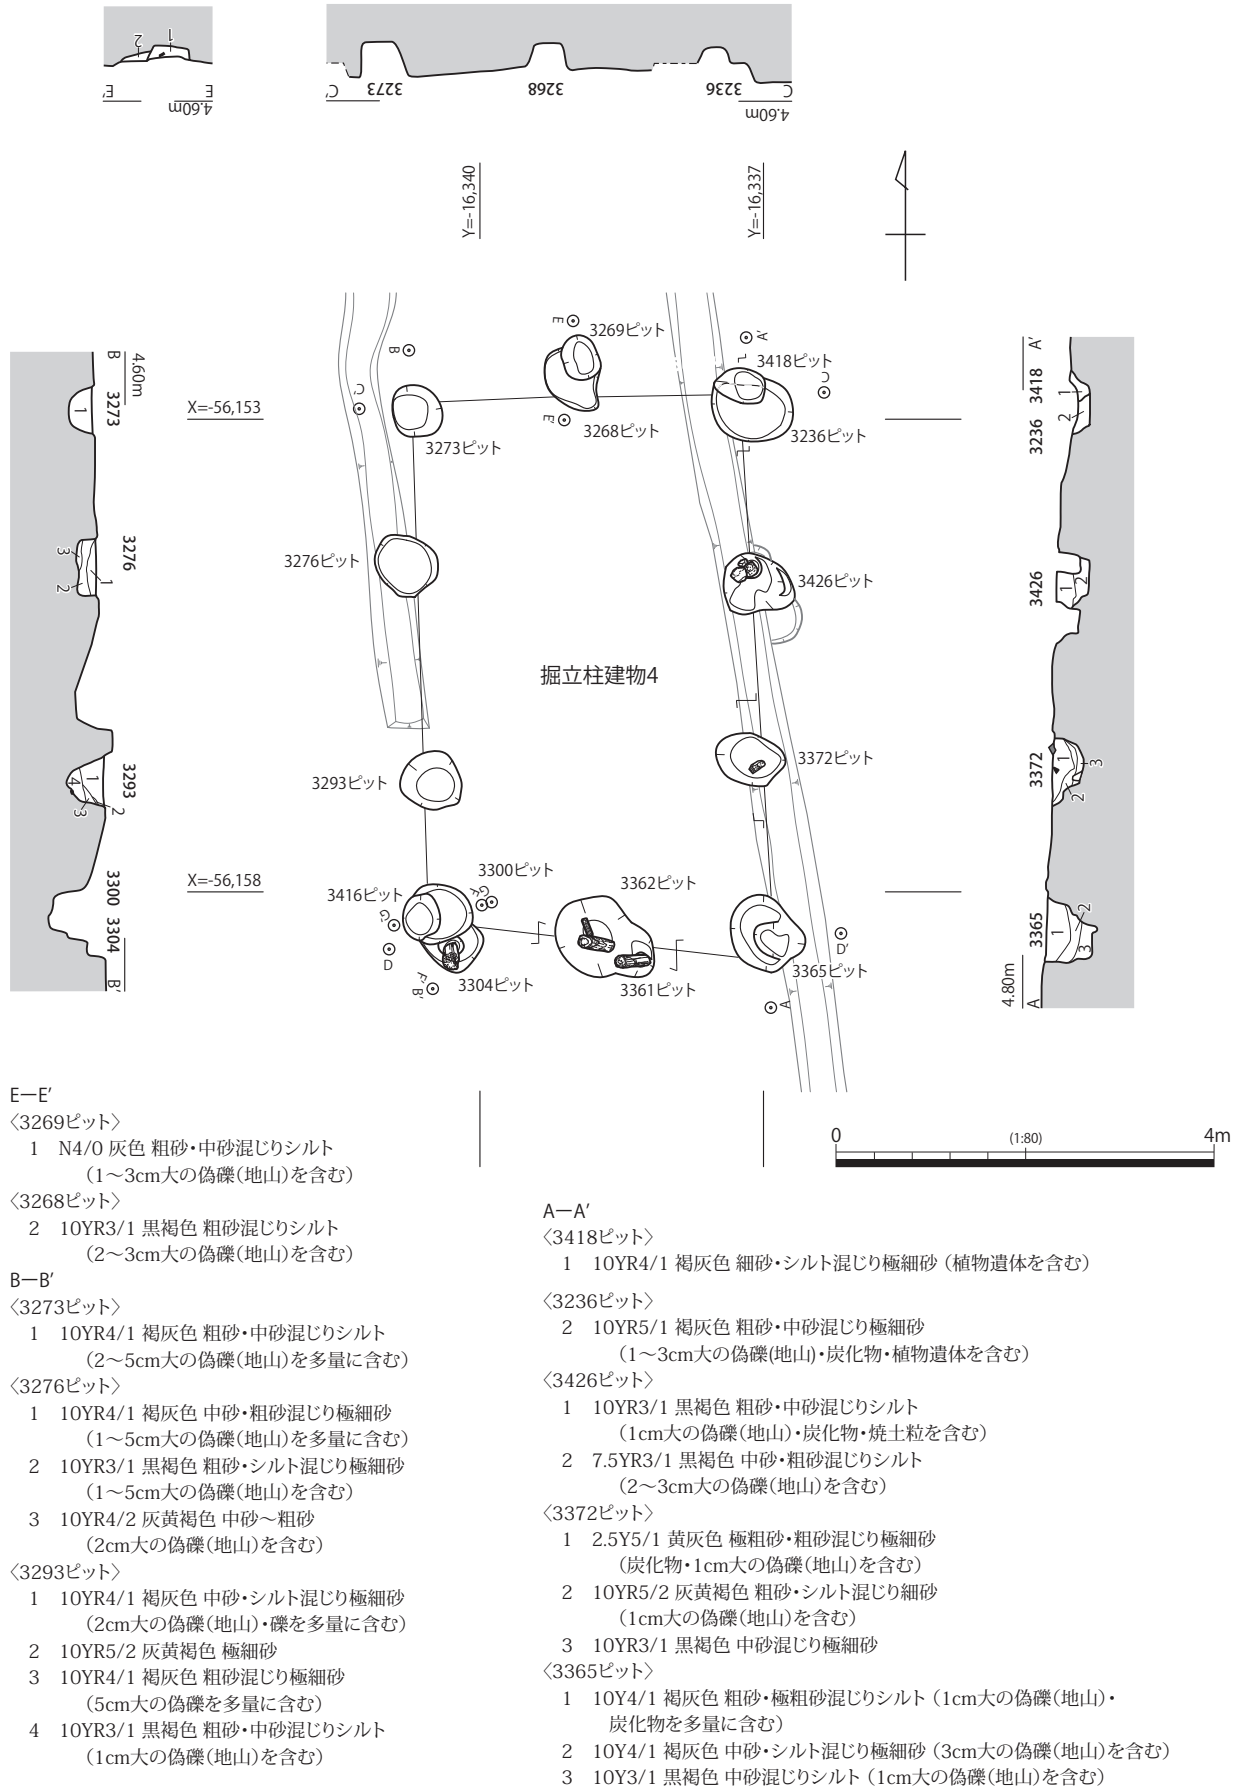 2
1
E'
E
4.60m
C'
3273
3268
3236
C
4.60m
Y=-16,340
Y=-16,337
B
4.60m
3273
1
3276
3
2
1
3293
4
1
3
2
3300
3304
B'
X=-56,153
X=-56,158
E
3269ピット
A'
3418ピット
B
C
C'
E'
3268ピット
3236ピット
3273ピット
3276ピット
3426ピット
掘立柱建物4
3372ピット
3293ピット
3300ピット
3416ピット
3362ピット
G
F
G'
D
D'
3365ピット
3304ピット
3361ピット
F'
B'
A
A'
3418
1
2
3236
3426
1
2
3372
1
3
2
3365
1
2
3
4.80m
A
0
(1:80)
4m
E―E'
〈3269ピット〉
1 N4/0 灰色 粗砂・中砂混じりシルト
(1〜3cm大の偽礫(地山)を含む)
〈3268ピット〉
2 10YR3/1 黒褐色 粗砂混じりシルト
(2〜3cm大の偽礫(地山)を含む)
B―B'
〈3273ピット〉
1 10YR4/1 褐灰色 粗砂・中砂混じりシルト
(2〜5cm大の偽礫(地山)を多量に含む)
〈3276ピット〉
1 10YR4/1 褐灰色 中砂・粗砂混じり極細砂
(1〜5cm大の偽礫(地山)を多量に含む)
2 10YR3/1 黒褐色 粗砂・シルト混じり極細砂
(1〜5cm大の偽礫(地山)を含む)
3 10YR4/2 灰黄褐色 中砂〜粗砂
(2cm大の偽礫(地山)を含む)
〈3293ピット〉
1 10YR4/1 褐灰色 中砂・シルト混じり極細砂
(2cm大の偽礫(地山)・礫を多量に含む)
2 10YR5/2 灰黄褐色 極細砂
3 10YR4/1 褐灰色 粗砂混じり極細砂
(5cm大の偽礫を多量に含む)
4 10YR3/1 黒褐色 粗砂・中砂混じりシルト
(1cm大の偽礫(地山)を含む)
A―A'
〈3418ピット〉
1 10YR4/1 褐灰色 細砂・シルト混じり極細砂 (植物遺体を含む)
〈3236ピット〉
2 10YR5/1 褐灰色 粗砂・中砂混じり極細砂
(1〜3cm大の偽礫(地山)・炭化物・植物遺体を含む)
〈3426ピット〉
1 10YR3/1 黒褐色 粗砂・中砂混じりシルト
(1cm大の偽礫(地山)・炭化物・焼土粒を含む)
2 7.5YR3/1 黒褐色 中砂・粗砂混じりシルト
(2〜3cm大の偽礫(地山)を含む)
〈3372ピット〉
1 2.5Y5/1 黄灰色 極粗砂・粗砂混じり極細砂
(炭化物・1cm大の偽礫(地山)を含む)
2 10YR5/2 灰黄褐色 粗砂・シルト混じり細砂
(1cm大の偽礫(地山)を含む)
3 10YR3/1 黒褐色 中砂混じり極細砂
〈3365ピット〉
1 10Y4/1 褐灰色 粗砂・極粗砂混じりシルト (1cm大の偽礫(地山)・
炭化物を多量に含む)
2 10Y4/1 褐灰色 中砂・シルト混じり極細砂 (3cm大の偽礫(地山)を含む)
3 10Y3/1 黒褐色 中砂混じりシルト (1cm大の偽礫(地山)を含む)